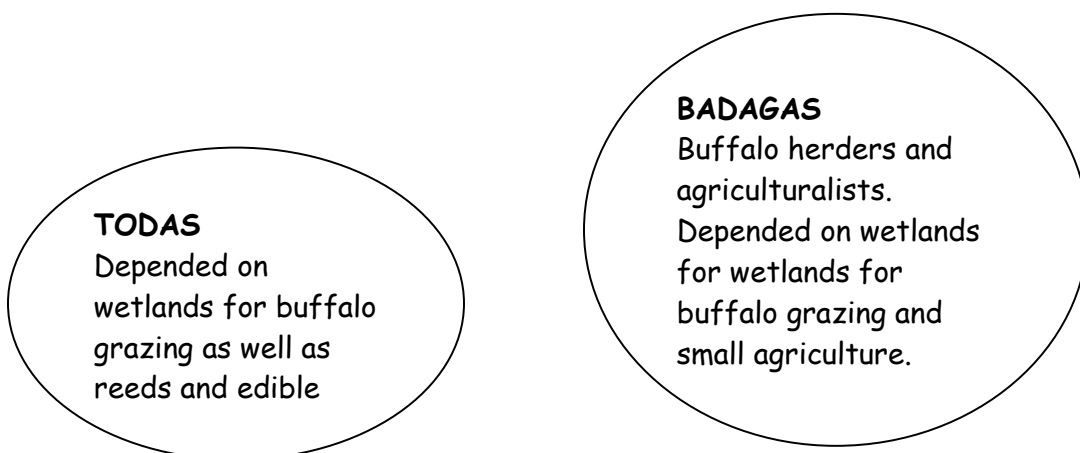 TODAS
Depended on
wetlands for buffalo
grazing as well as
reeds and edible
BADAGAS
Buffalo herders and
agriculturalists.
Depended on wetlands
for wetlands for
buffalo grazing and
small agriculture.